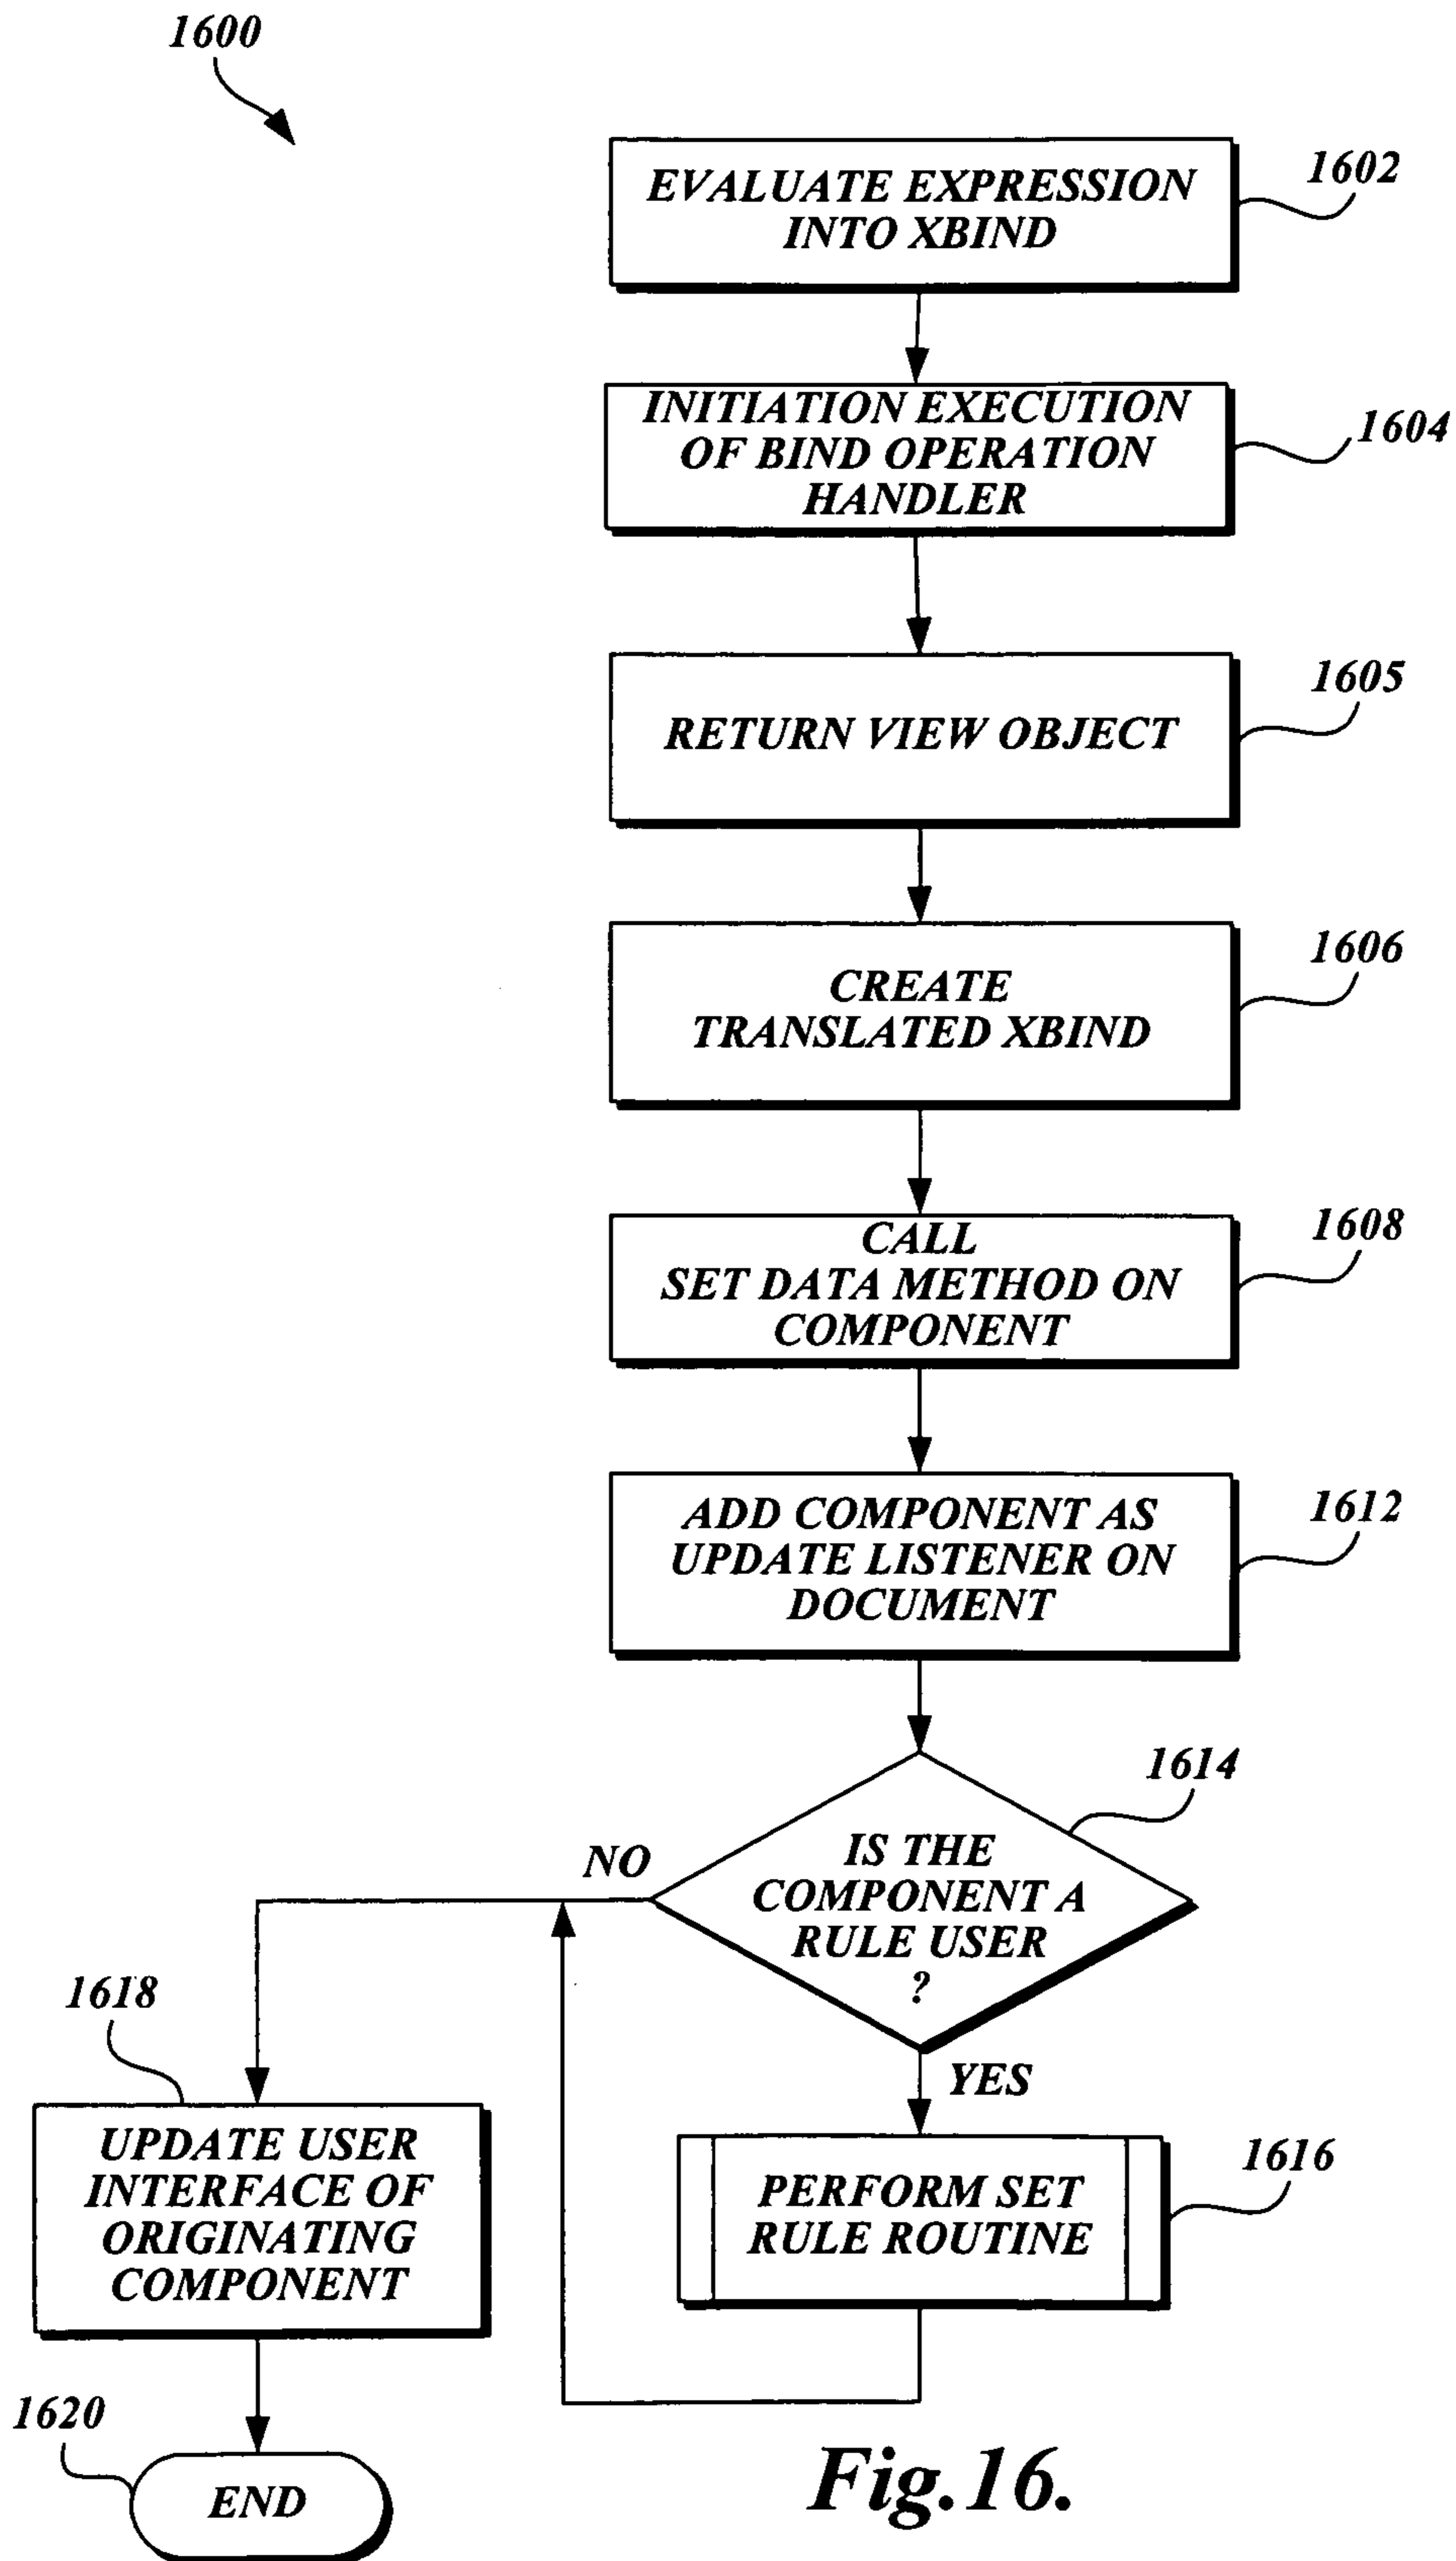 1600
EVALUATE EXPRESSION
INTO XBIND
1602
INITIATION EXECUTION
OF BIND OPERATION
HANDLER
1604
RETURN VIEW OBJECT
1605
CREATE
TRANSLATED XBIND
1606
CALL
SET DATA METHOD ON
COMPONENT
1608
ADD COMPONENT AS
UPDATE LISTENER ON
DOCUMENT
1612
IS THE
COMPONENT A
RULE USER
?
1614
NO
YES
PERFORM SET
RULE ROUTINE
1616
1618
UPDATE USER
INTERFACE OF
ORIGINATING
COMPONENT
1620
END
Fig.16.